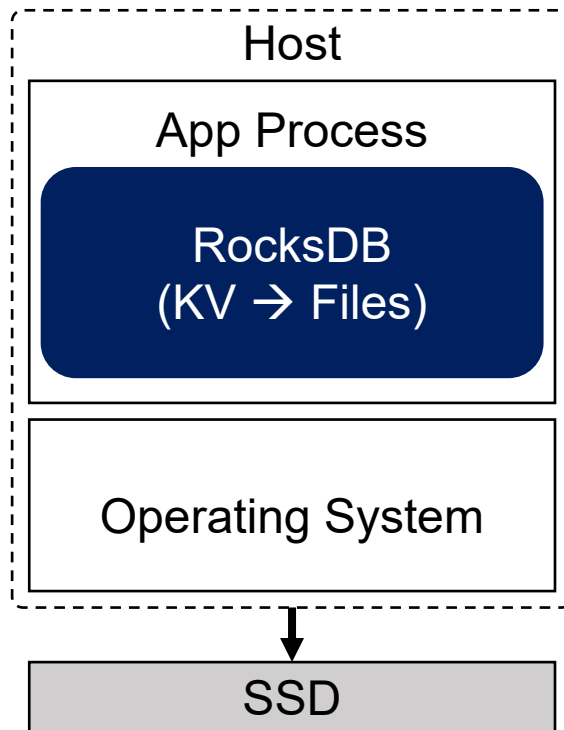 Host
App Process
RocksDB
(KV → Files)
Operating System
SSD